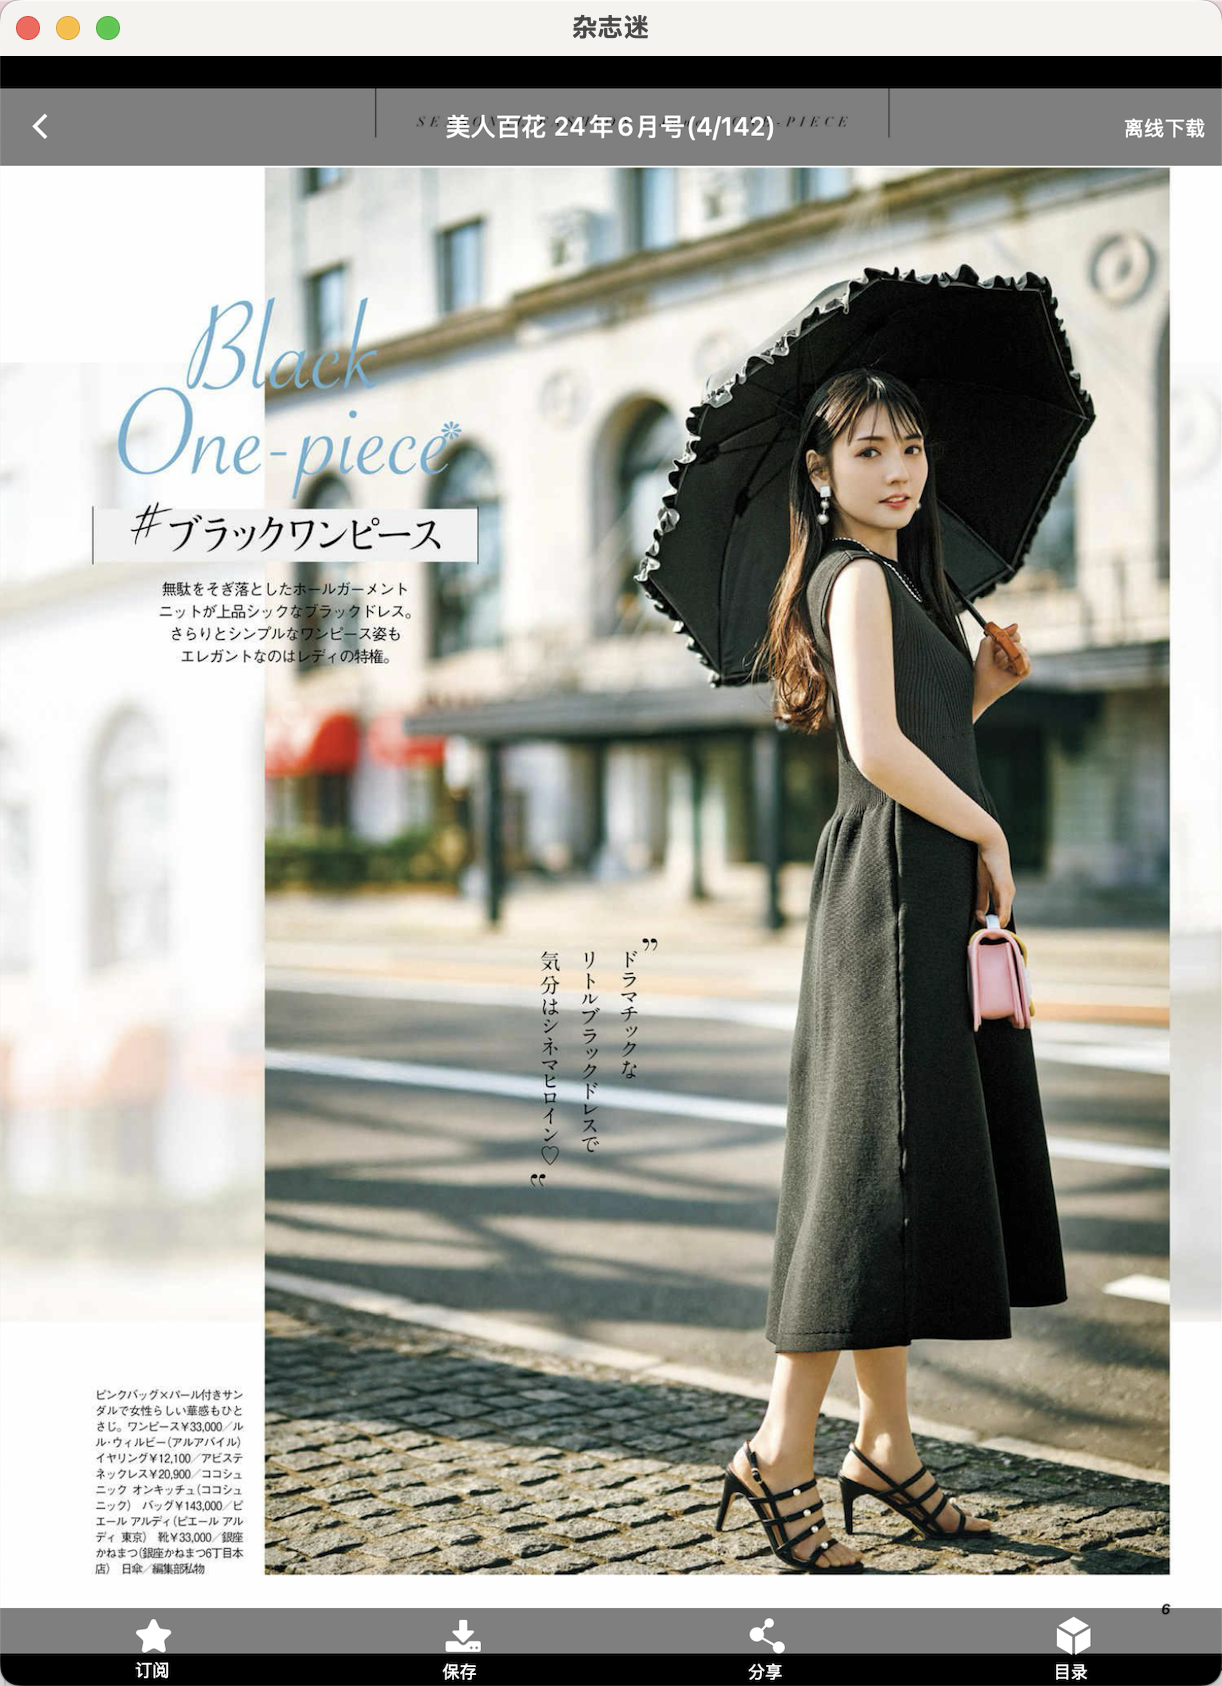 杂志迷
美人百花 24年6月号(4/142)
离线下载
Black
One-piece
#ブラックワンピース
無駄をそぎ落としたホールガーメント
ニットが上品シックなブラックドレス。
さらりとシンプルなワンピース姿も
エレガントなのはレディの特権。
”ドラマチックな
リトルブラックドレスで
気分はシネマヒロイン♡“
ピンクバッグ×パール付きサン
ダルで女性らしい華感もひと
さじ。ワンピース¥33,000／ル
ル・ウィルビー（アルアバイル）
イヤリング¥12,100／アビステ
ネックレス¥20,900／ココシュ
ニック オンキッチュ（ココシュ
ニック） バッグ¥143,000／ピ
エール アルディ（ピエール アル
ディ 東京） 靴¥33,000／銀座
かねまつ（銀座かねまつ6丁目本
店） 日傘／編集部私物
6
订阅
保存
分享
目录